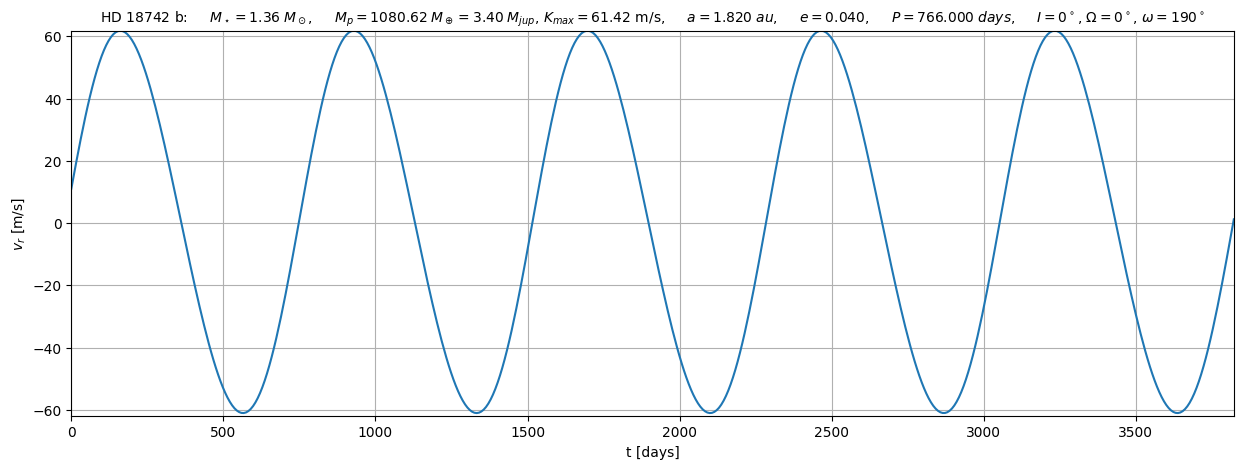 HD 18742 b: M⋆ = 1.36 M⊙, Mp = 1080.62 M⊕ = 3.40 Mjup, Kmax = 61.42 m/s, a = 1.820 au, e = 0.040, P = 766.000 days, I = 0°, Ω = 0°, ω = 190°
60
40
20
0
−20
−40
−60
vr [m/s]
0 500 1000 1500 2000 2500 3000 3500
t [days]